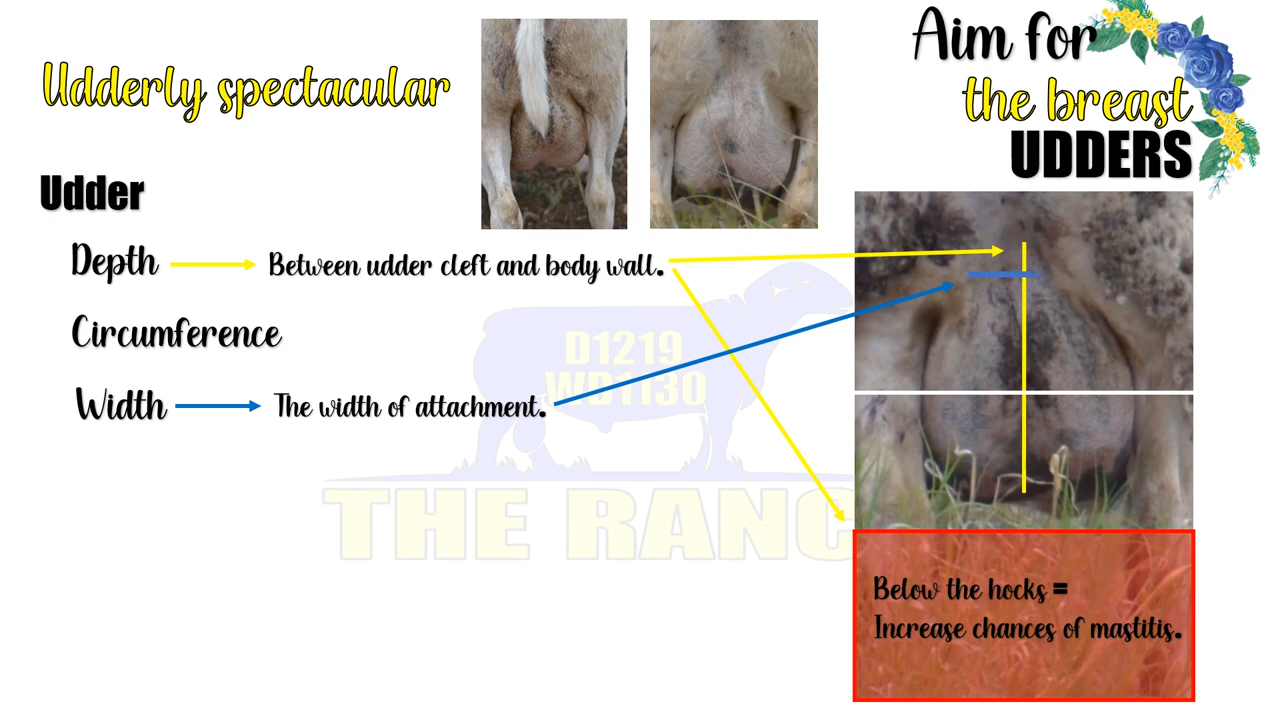 Udderly spectacular
Aim for
the breast
UDDERS
Udder
Depth
Between udder cleft and body wall.
Circumference
Width
The width of attachment.
D1219
WD1130
THE RANC
Below the hocks =
Increase chances of mastitis.